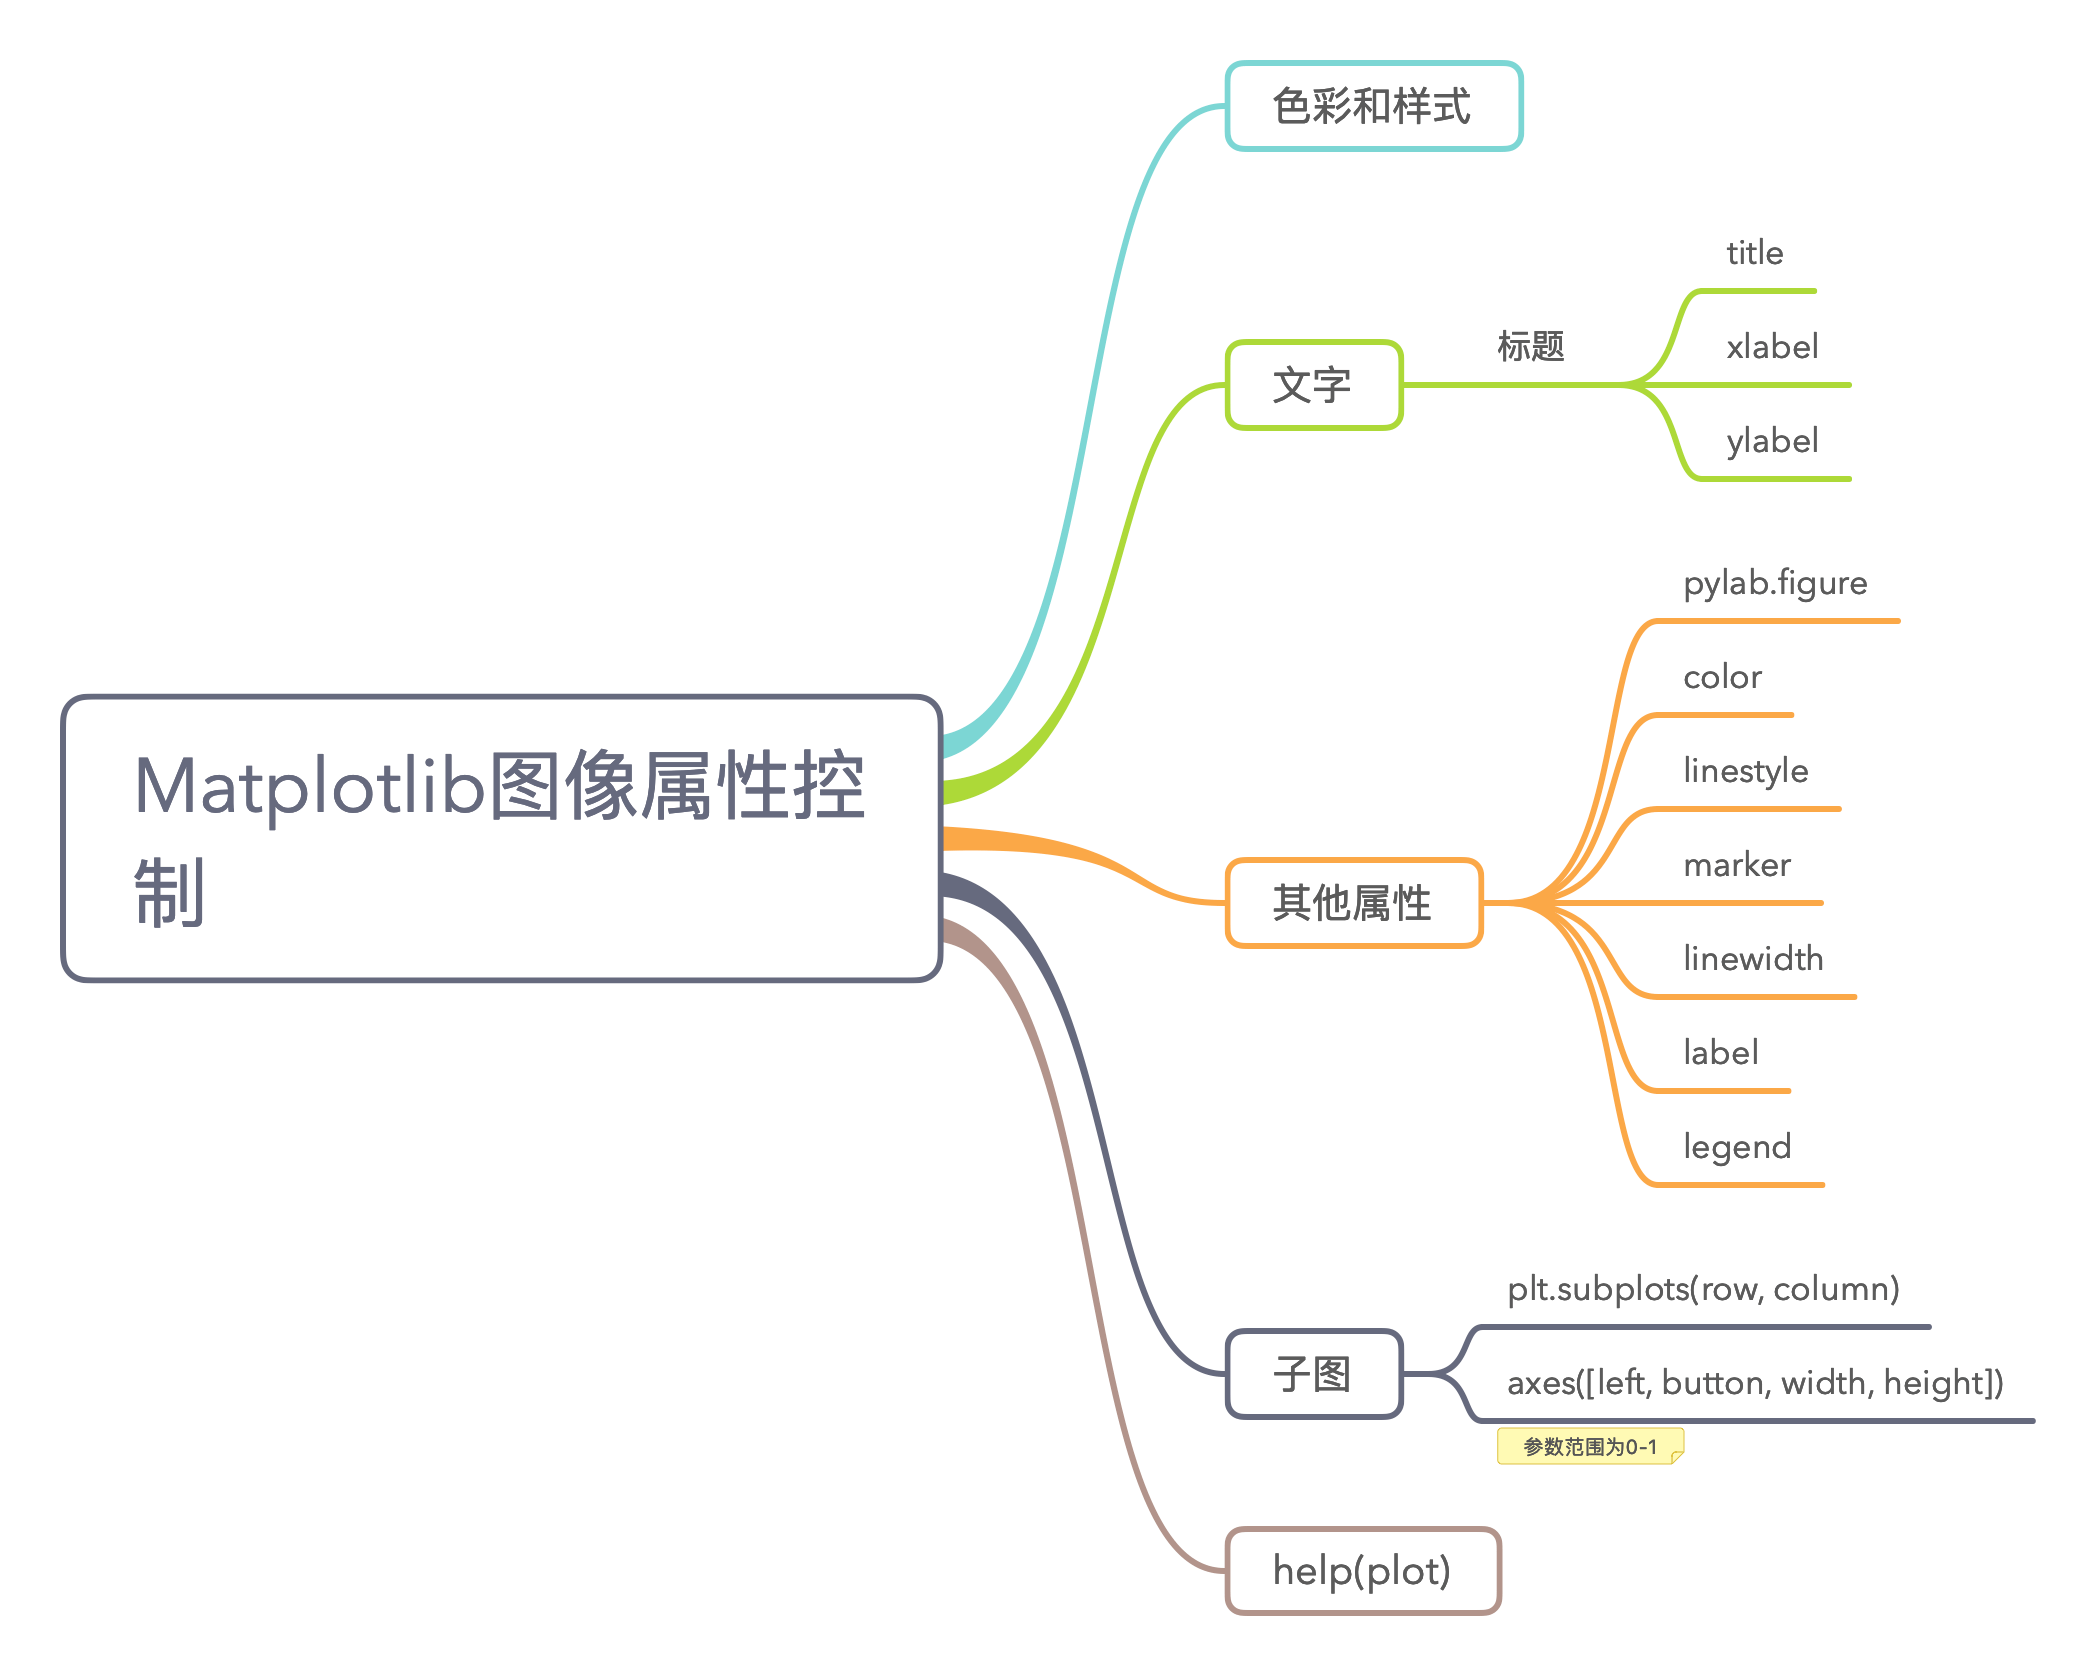 Matplotlib图像属性控
制
色彩和样式
文字
标题
title
xlabel
ylabel
其他属性
pylab.figure
color
linestyle
marker
linewidth
label
legend
子图
plt.subplots(row, column)
axes([left, button, width, height])
参数范围为0-1
help(plot)